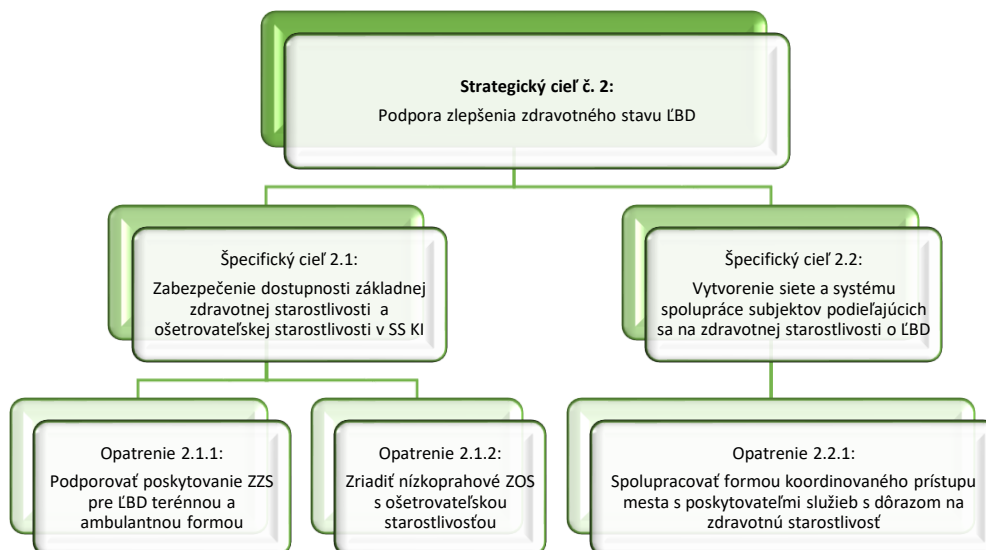 Strategický cieľ č. 2:
Podpora zlepšenia zdravotného stavu ĽBD
Špecifický cieľ 2.1:
Zabezpečenie dostupnosti základnej
zdravotnej starostlivosti a
ošetrovateľskej starostlivosti v SS KI
Špecifický cieľ 2.2:
Vytvorenie siete a systému
spolupráce subjektov podieľajúcich
sa na zdravotnej starostlivosti o ĽBD
Opatrenie 2.1.1:
Podporovať poskytovanie ZZS
pre ĽBD terénnou a
ambulantnou formou
Opatrenie 2.1.2:
Zriadiť nízkoprahové ZOS
s ošetrovateľskou
starostlivosťou
Opatrenie 2.2.1:
Spolupracovať formou koordinovaného prístupu
mesta s poskytovateľmi služieb s dôrazom na
zdravotnú starostlivosť